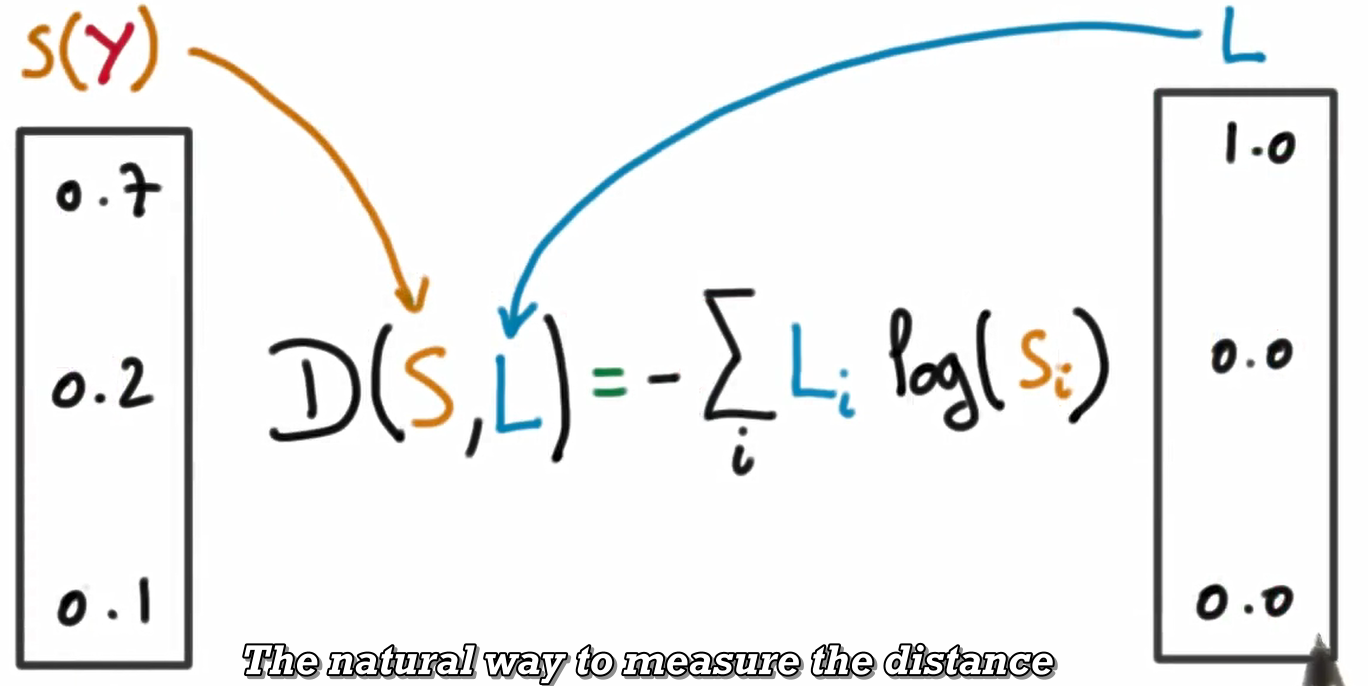 S(Y)
L
0.7
0.2
0.1
D(S,L) = - ∑i Li log(Si)
1.0
0.0
0.0
The natural way to measure the distance